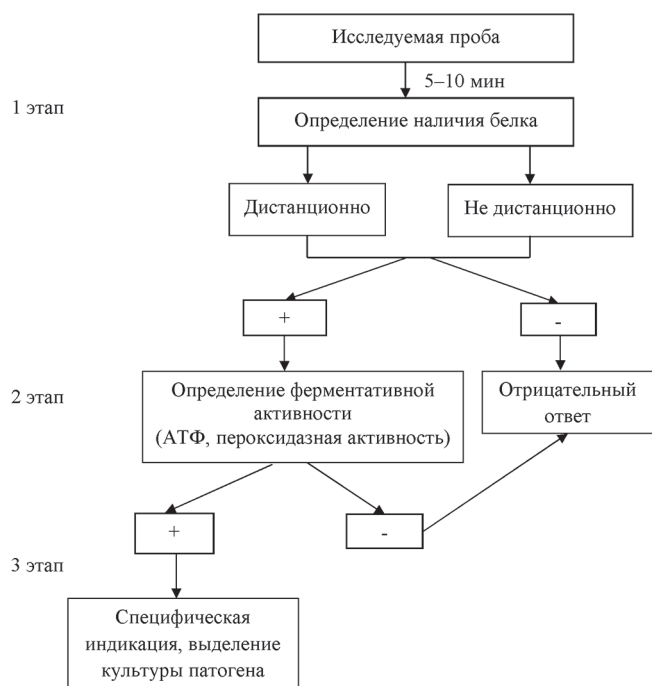 Исследуемая проба
5–10 мин
1 этап
Определение наличия белка
Дистанционно
Не дистанционно
+
-
2 этап
Определение ферментативной
активности
(АТФ, пероксидазная активность)
Отрицательный
ответ
+
-
3 этап
Специфическая
индикация, выделение
культуры патогена